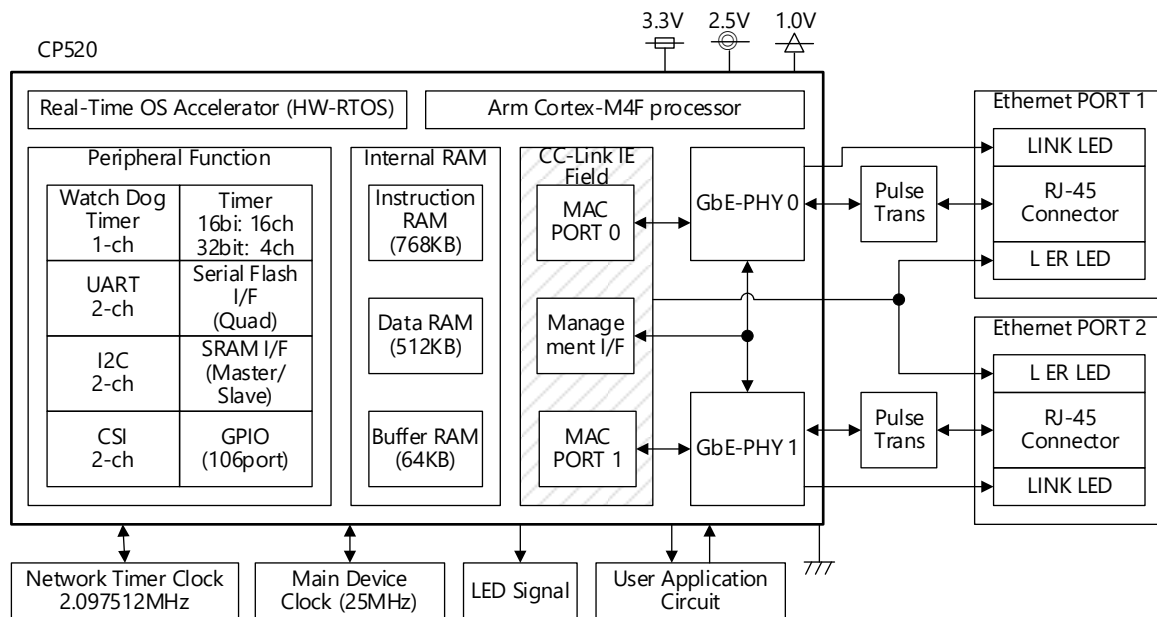 3.3V
2.5V
1.0V
CP520
Real-Time OS Accelerator (HW-RTOS)
Arm Cortex-M4F processor
Peripheral Function
Watch Dog
Timer
1-ch
Timer
16bi: 16ch
32bit: 4ch
UART
2-ch
Serial Flash
I/F
(Quad)
I2C
2-ch
SRAM I/F
(Master/
Slave)
CSI
2-ch
GPIO
(106port)
Internal RAM
Instruction
RAM
(768KB)
Data RAM
(512KB)
Buffer RAM
(64KB)
CC-Link IE
Field
MAC
PORT 0
Manage
ment I/F
MAC
PORT 1
GbE-PHY 0
GbE-PHY 1
Pulse
Trans
Pulse
Trans
Ethernet PORT 1
LINK LED
RJ-45
Connector
L ER LED
Ethernet PORT 2
L ER LED
RJ-45
Connector
LINK LED
Network Timer Clock
2.097512MHz
Main Device
Clock (25MHz)
LED Signal
User Application
Circuit